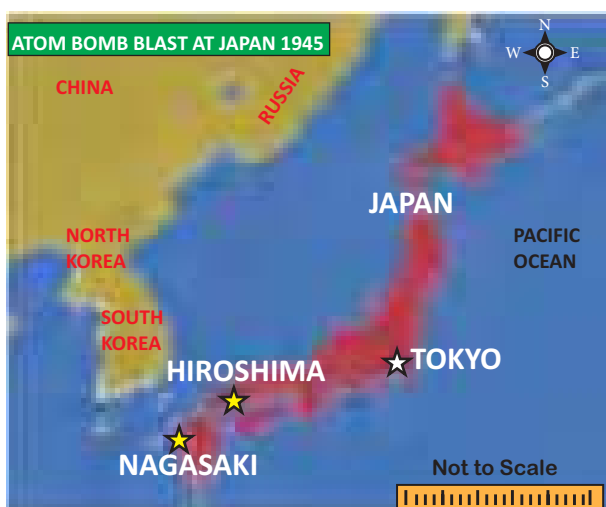 ATOM BOMB BLAST AT JAPAN 1945
N
W E
S
CHINA
RUSSIA
JAPAN
NORTH
KOREA
PACIFIC
OCEAN
SOUTH
KOREA
HIROSHIMA
TOKYO
NAGASAKI
Not to Scale